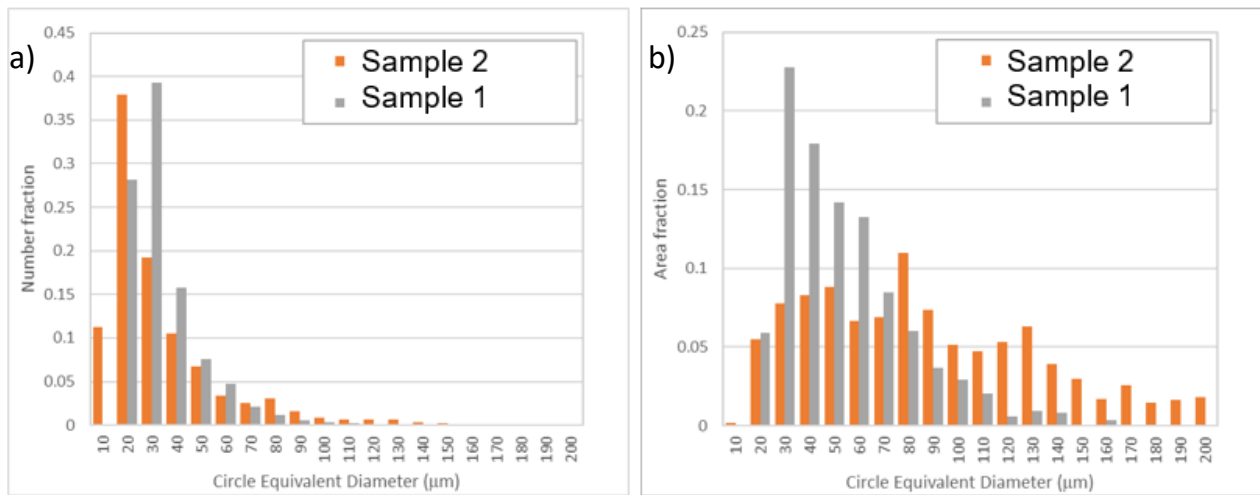 a)
0.45
0.4
0.35
0.3
0.25
0.2
0.15
0.1
0.05
0
Number fraction
Sample 2
Sample 1
10 20 30 40 50 60 70 80 90 100 110 120 130 140 150 160 170 180 190 200
Circle Equivalent Diameter (μm)
b)
0.25
0.2
0.15
0.1
0.05
0
Area fraction
Sample 2
Sample 1
10 20 30 40 50 60 70 80 90 100 110 120 130 140 150 160 170 180 190 200
Circle Equivalent Diameter (μm)